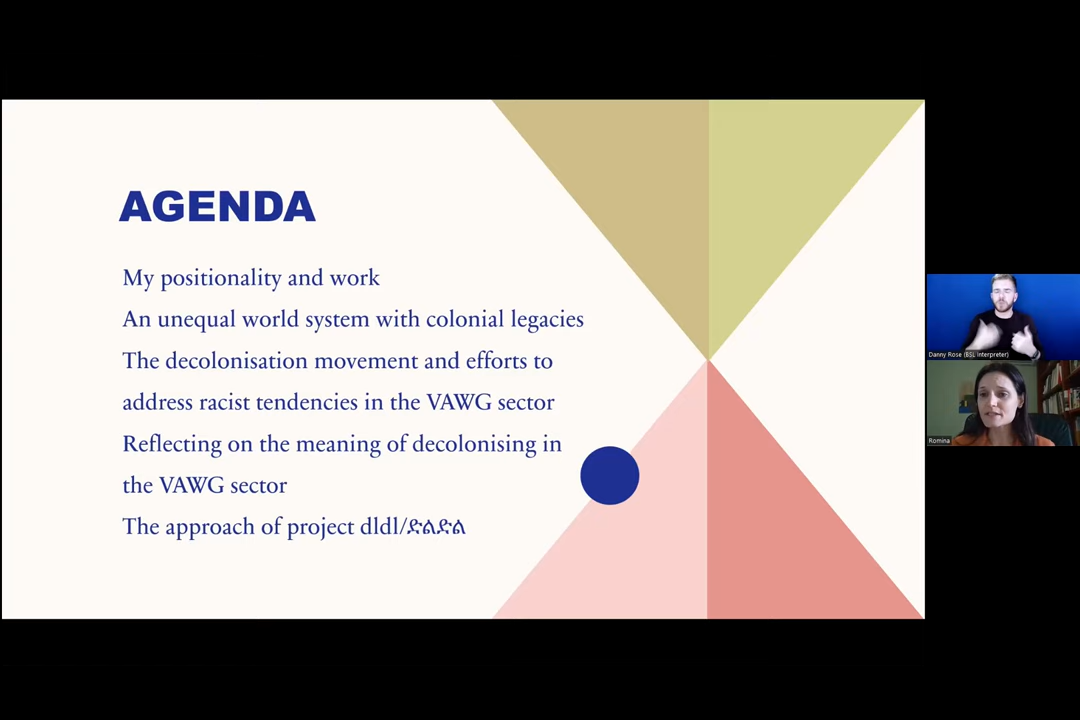 AGENDA
My positionality and work
An unequal world system with colonial legacies
The decolonisation movement and efforts to
address racist tendencies in the VAWG sector
Reflecting on the meaning of decolonising in
the VAWG sector
The approach of project dldl/ድልድል
Danny Rose (BSL Interpreter)
Romina